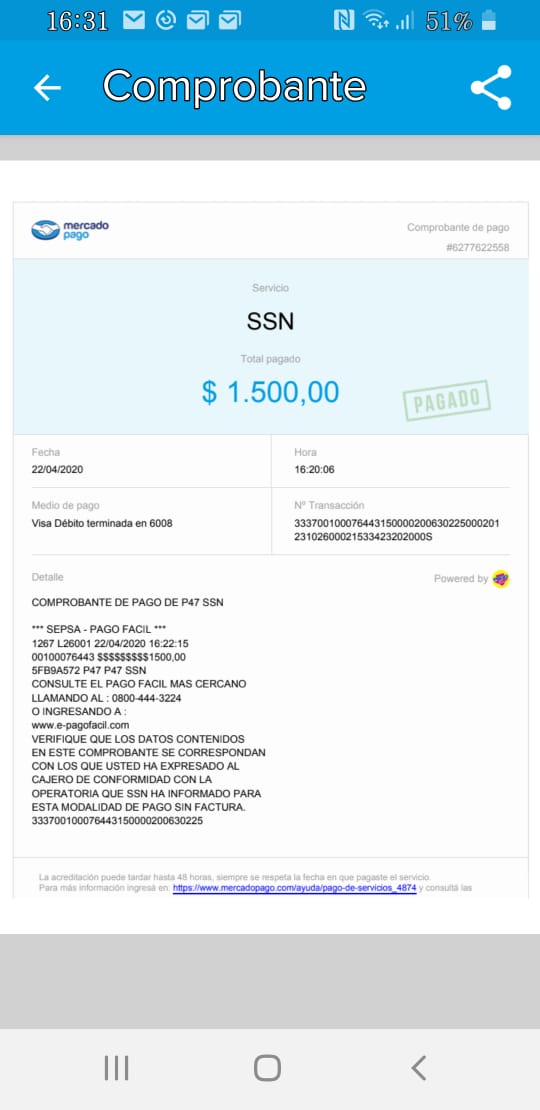 16:31
51%
Comprobante
mercado
pago
Comprobante de pago
#6277622558
Servicio
SSN
Total pagado
$ 1.500,00
PAGADO
Fecha
22/04/2020
Hora
16:20:06
Medio de pago
Visa Débito terminada en 6008
Nº Transacción
333700100076443150000200630225000201
23102600021533423202000S
Detalle
Powered by
COMPROBANTE DE PAGO DE P47 SSN
*** SEPSA - PAGO FACIL ***
1267 L26001 22/04/2020 16:22:15
00100076443 $$$$$$$$$1500,00
5FB9A572 P47 P47 SSN
CONSULTE EL PAGO FACIL MAS CERCANO
LLAMANDO AL : 0800-444-3224
O INGRESANDO A :
www.e-pagofacil.com
VERIFIQUE QUE LOS DATOS CONTENIDOS
EN ESTE COMPROBANTE SE CORRESPONDAN
CON LOS QUE USTED HA EXPRESADO AL
CAJERO DE CONFORMIDAD CON LA
OPERATORIA QUE SSN HA INFORMADO PARA
ESTA MODALIDAD DE PAGO SIN FACTURA.
333700100076443150000200630225
La acreditación puede tardar hasta 48 horas, siempre se respeta la fecha en que pagaste el servicio.
Para más información ingresá en: https://www.mercadopago.com/ayuda/pago-de-servicios_4874 y consultá las